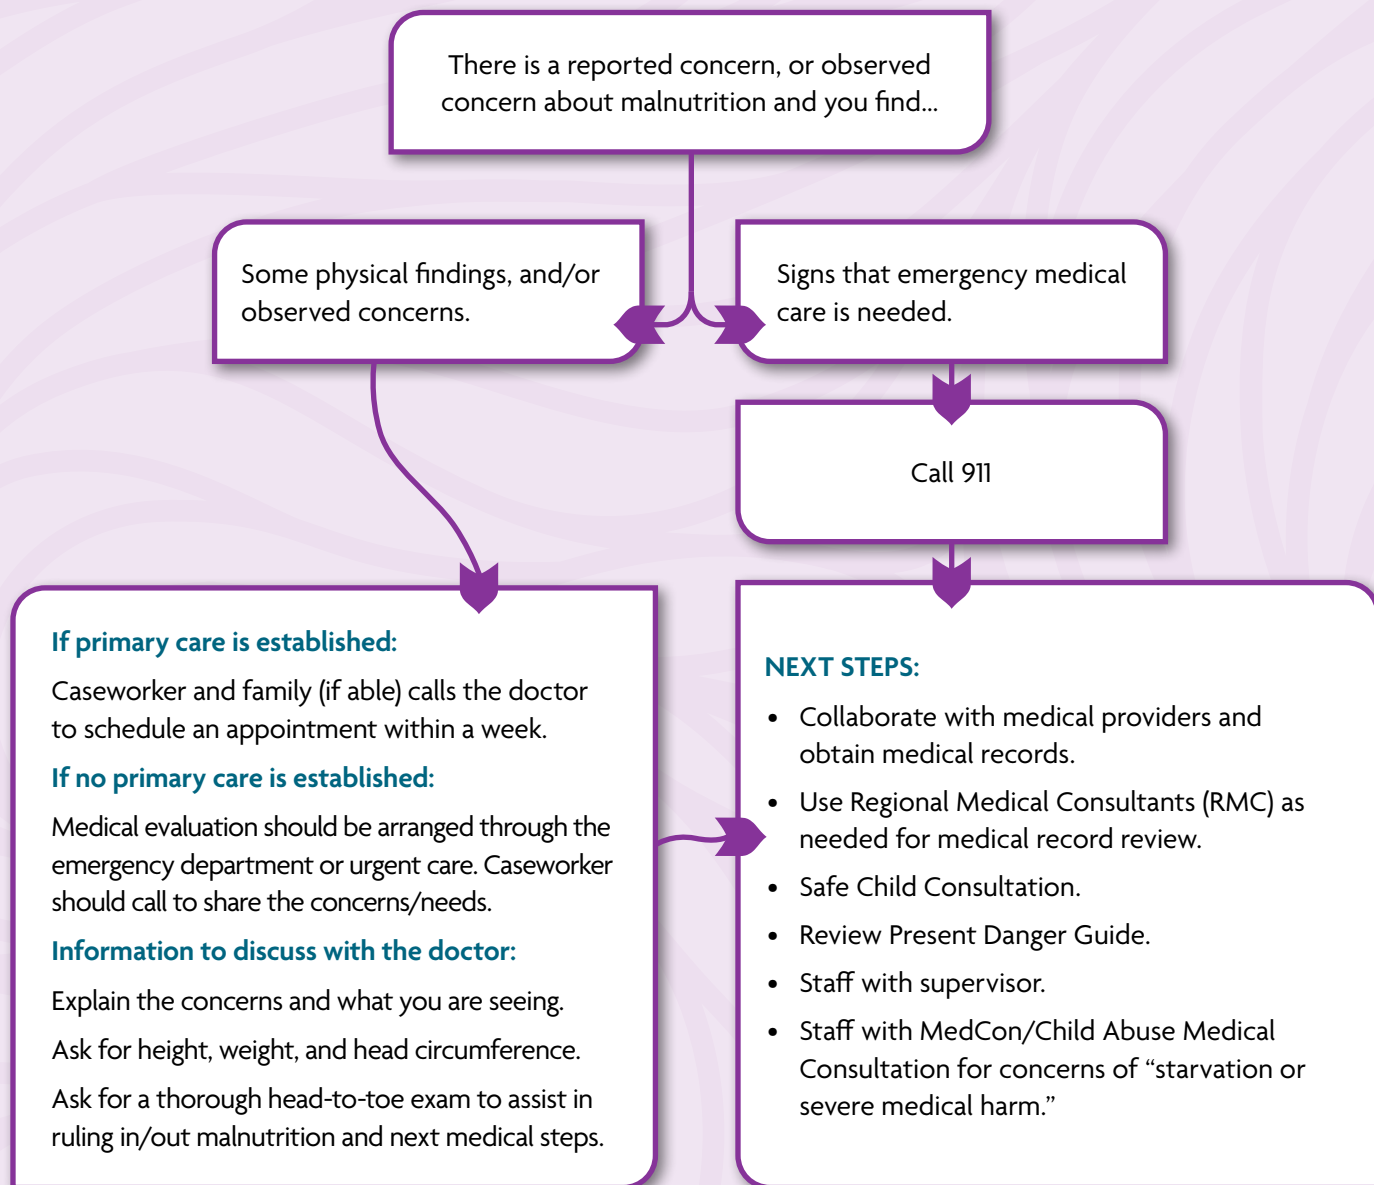 There is a reported concern, or observed
concern about malnutrition and you find...
Some physical findings, and/or
observed concerns.
Signs that emergency medical
care is needed.
Call 911
If primary care is established:
Caseworker and family (if able) calls the doctor
to schedule an appointment within a week.
If no primary care is established:
Medical evaluation should be arranged through the
emergency department or urgent care. Caseworker
should call to share the concerns/needs.
Information to discuss with the doctor:
Explain the concerns and what you are seeing.
Ask for height, weight, and head circumference.
Ask for a thorough head-to-toe exam to assist in
ruling in/out malnutrition and next medical steps.
NEXT STEPS:
• Collaborate with medical providers and
obtain medical records.
• Use Regional Medical Consultants (RMC) as
needed for medical record review.
• Safe Child Consultation.
• Review Present Danger Guide.
• Staff with supervisor.
• Staff with MedCon/Child Abuse Medical
Consultation for concerns of “starvation or
severe medical harm.”